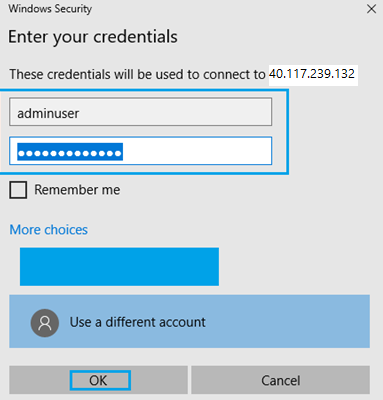 Windows Security
Enter your credentials
These credentials will be used to connect to 40.117.239.132
adminuser
●●●●●●●●●●●●●
Remember me
More choices
Use a different account
OK Cancel